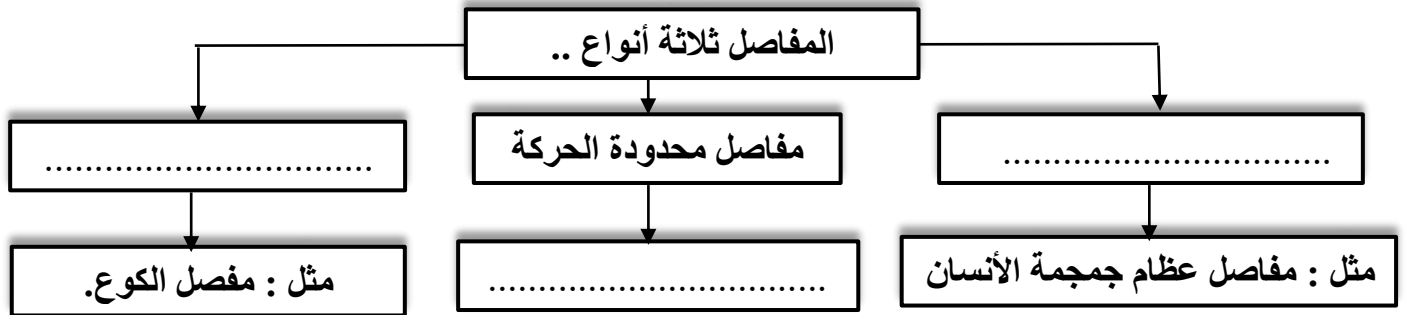 المفاصل ثلاثة أنواع ..
................................
مفاصل محدودة الحركة
................................
مثل : مفاصل عظام جمجمة الأنسان
.................................
مثل : مفصل الكوع.